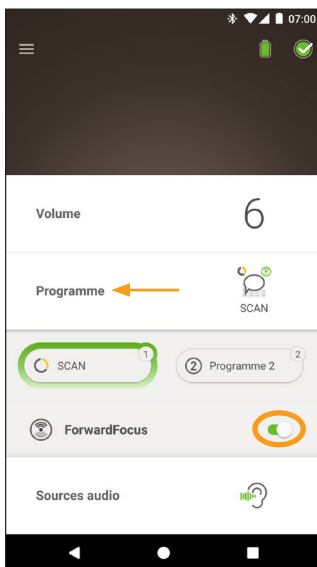 07:00
Volume 6
Programme
SCAN
SCAN 1
2 Programme 2 2
ForwardFocus
Sources audio